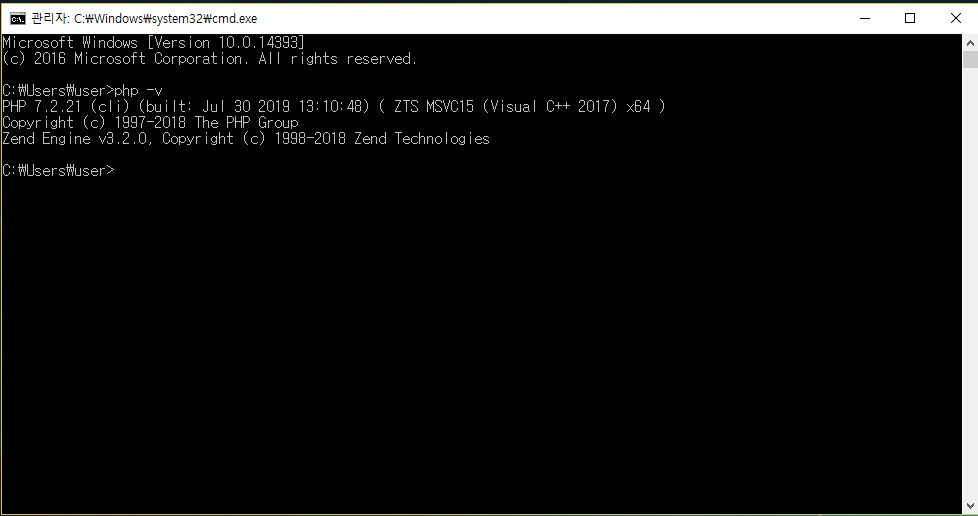 관리자: C:₩Windows₩system32₩cmd.exe
Microsoft Windows [Version 10.0.14393]
(c) 2016 Microsoft Corporation. All rights reserved.
C:₩Users₩user>php -v
PHP 7.2.21 (cli) (built: Jul 30 2019 13:10:48) ( ZTS MSVC15 (Visual C++ 2017) x64 )
Copyright (c) 1997-2018 The PHP Group
Zend Engine v3.2.0, Copyright (c) 1998-2018 Zend Technologies
C:₩Users₩user>